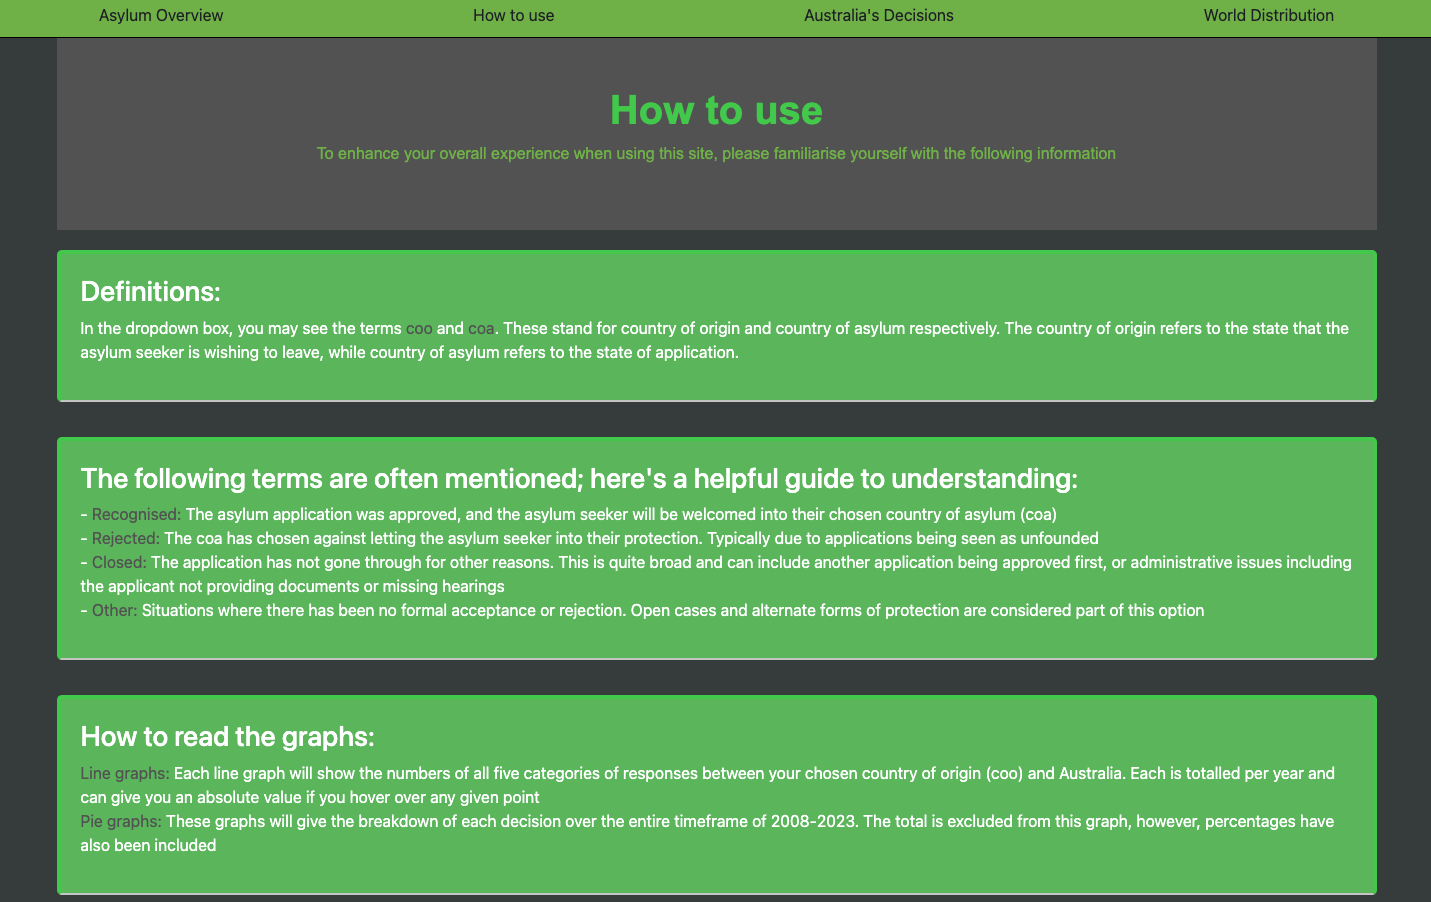 Asylum Overview
How to use
Australia's Decisions
World Distribution
How to use
To enhance your overall experience when using this site, please familiarise yourself with the following information
Definitions:
In the dropdown box, you may see the terms coo and coa. These stand for country of origin and country of asylum respectively. The country of origin refers to the state that the
asylum seeker is wishing to leave, while country of asylum refers to the state of application.
The following terms are often mentioned; here's a helpful guide to understanding:
- Recognised: The asylum application was approved, and the asylum seeker will be welcomed into their chosen country of asylum (coa)
- Rejected: The coa has chosen against letting the asylum seeker into their protection. Typically due to applications being seen as unfounded
- Closed: The application has not gone through for other reasons. This is quite broad and can include another application being approved first, or administrative issues including
the applicant not providing documents or missing hearings
- Other: Situations where there has been no formal acceptance or rejection. Open cases and alternate forms of protection are considered part of this option
How to read the graphs:
Line graphs: Each line graph will show the numbers of all five categories of responses between your chosen country of origin (coo) and Australia. Each is totalled per year and
can give you an absolute value if you hover over any given point
Pie graphs: These graphs will give the breakdown of each decision over the entire timeframe of 2008-2023. The total is excluded from this graph, however, percentages have
also been included